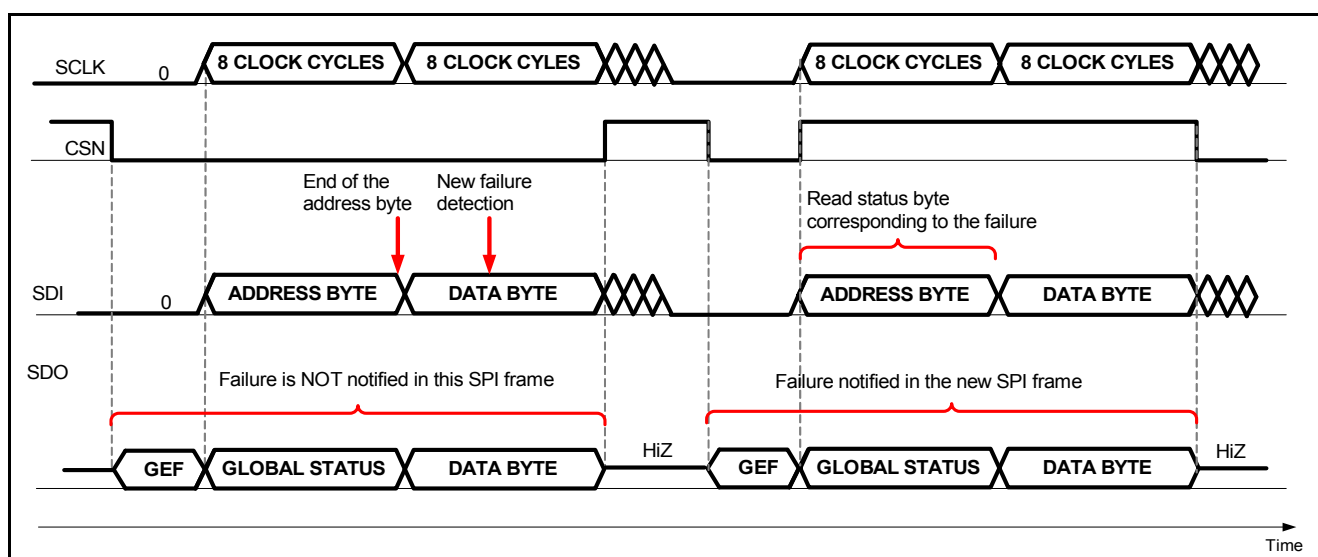 SCLK 0 8 CLOCK CYCLES 8 CLOCK CYLES 8 CLOCK CYCLES 8 CLOCK CYLES
CSN
End of the
address byte
New failure
detection
Read status byte
corresponding to the failure
SDI 0 ADDRESS BYTE DATA BYTE ADDRESS BYTE DATA BYTE
SDO
Failure is NOT notified in this SPI frame
Failure notified in the new SPI frame
GEF GLOBAL STATUS DATA BYTE HiZ GEF GLOBAL STATUS DATA BYTE HiZ
Time